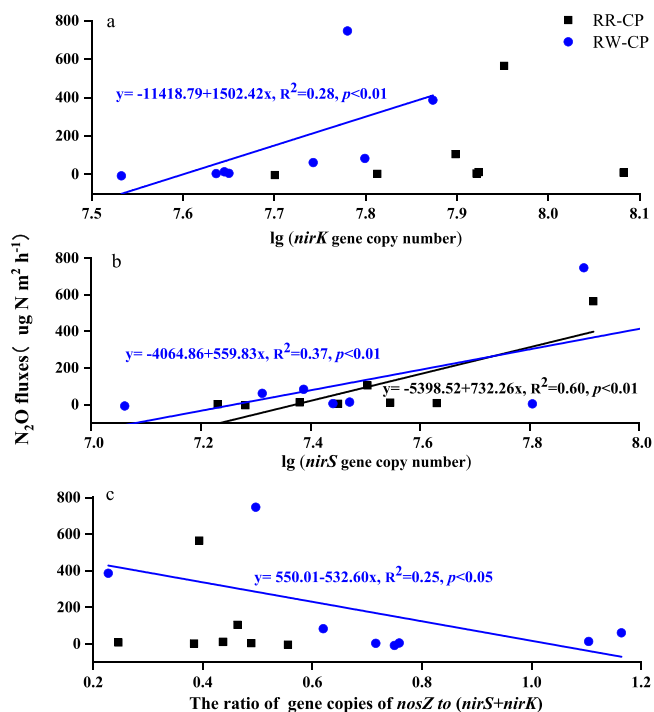 a
RR-CP
RW-CP
y= -11418.79+1502.42x, R²=0.28, p<0.01
800
600
400
200
0
7.5 7.6 7.7 7.8 7.9 8.0 8.1
lg (nirK gene copy number)
b
y= -4064.86+559.83x, R²=0.37, p<0.01
y= -5398.52+732.26x, R²=0.60, p<0.01
800
600
400
200
0
7.0 7.2 7.4 7.6 7.8 8.0
lg (nirS gene copy number)
N₂O fluxes( ug N m² h⁻¹)
c
y= 550.01-532.60x, R²=0.25, p<0.05
800
600
400
200
0
0.2 0.4 0.6 0.8 1.0 1.2
The ratio of gene copies of nosZ to (nirS+nirK)